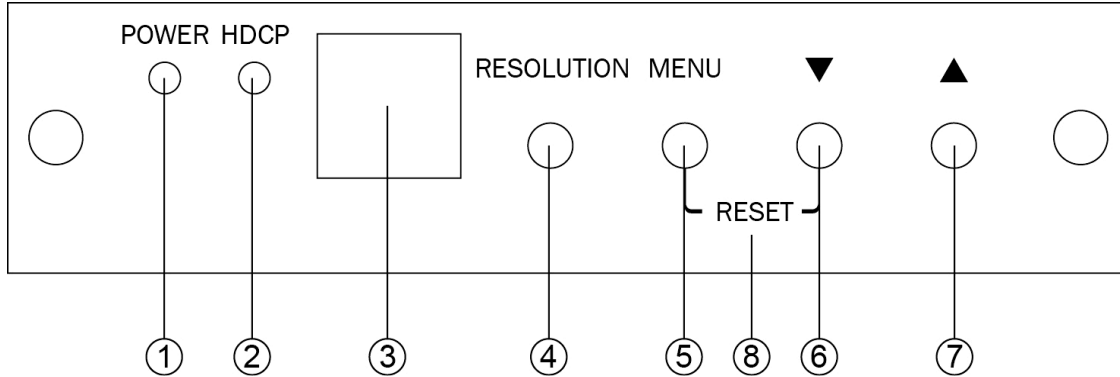 POWER HDCP
RESOLUTION MENU ▼ ▲
RESET
① ② ③ ④ ⑤ ⑧ ⑥ ⑦